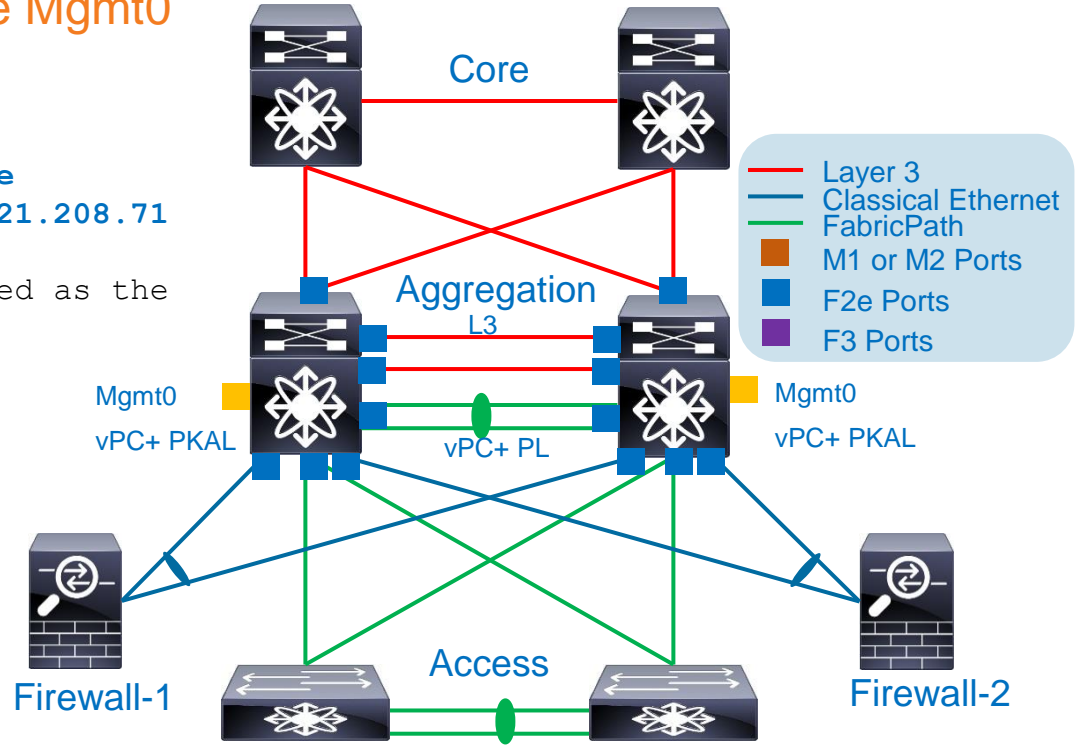 e Mgmt0
e
21.208.71
ed as the
Core
Layer 3
Classical Ethernet
FabricPath
M1 or M2 Ports
F2e Ports
F3 Ports
Aggregation
L3
Mgmt0
vPC+ PKAL
vPC+ PL
Mgmt0
vPC+ PKAL
Firewall-1
Access
Firewall-2